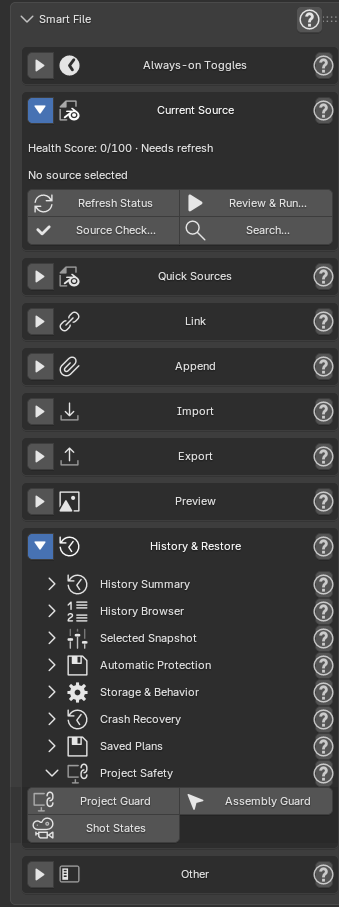 Smart File
Always-on Toggles
Current Source
Health Score: 0/100 · Needs refresh
No source selected
Refresh Status
Review & Run...
Source Check...
Search...
Quick Sources
Link
Append
Import
Export
Preview
History & Restore
History Summary
History Browser
Selected Snapshot
Automatic Protection
Storage & Behavior
Crash Recovery
Saved Plans
Project Safety
Project Guard
Assembly Guard
Shot States
Other